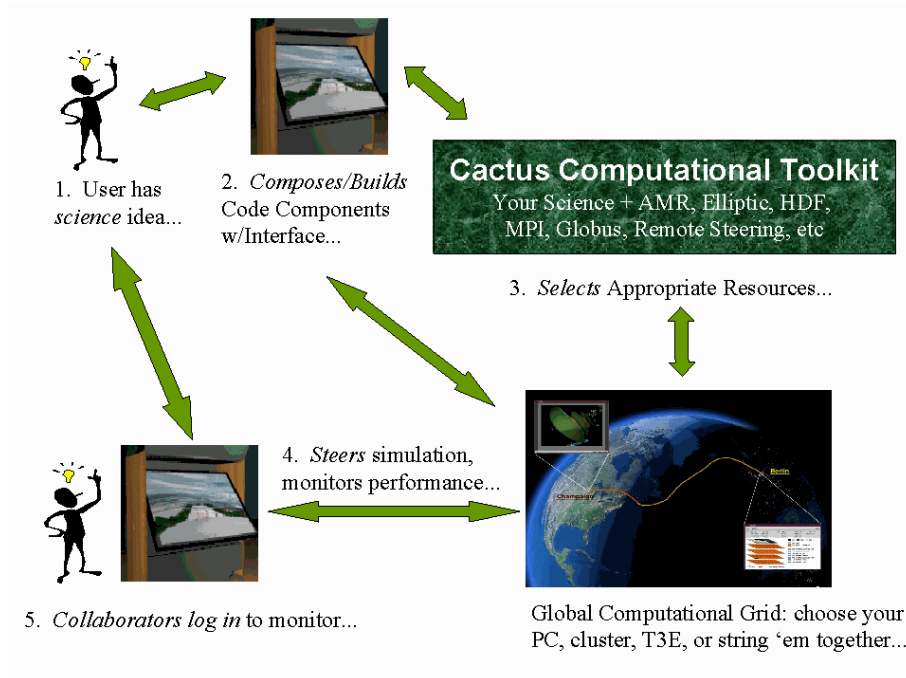 1. User has
science idea...
2. Composes/Builds
Code Components
w/Interface...
Cactus Computational Toolkit
Your Science + AMR, Elliptic, HDF,
MPI, Globus, Remote Steering, etc
3. Selects Appropriate Resources...
4. Steers simulation,
monitors performance...
Champaign
Berlin
5. Collaborators log in to monitor...
Global Computational Grid: choose your
PC, cluster, T3E, or string ‘em together...